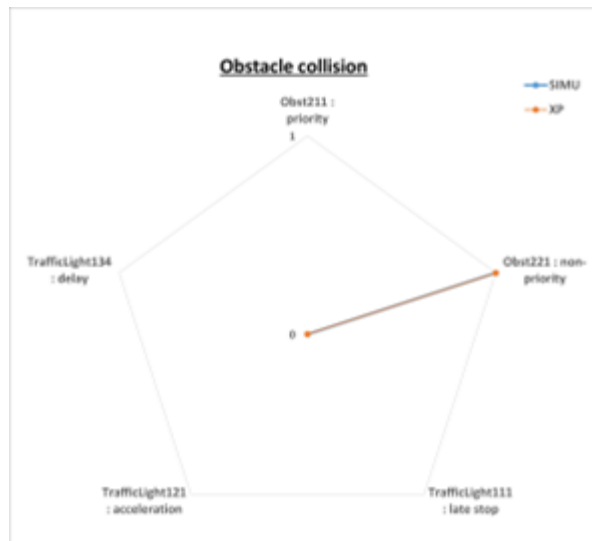 Obstacle collision
SIMU
XP
Obst211 :
priority
1
TrafficLight134
: delay
Obst221 : non-
priority
0
TrafficLight121
: acceleration
TrafficLight111
: late stop